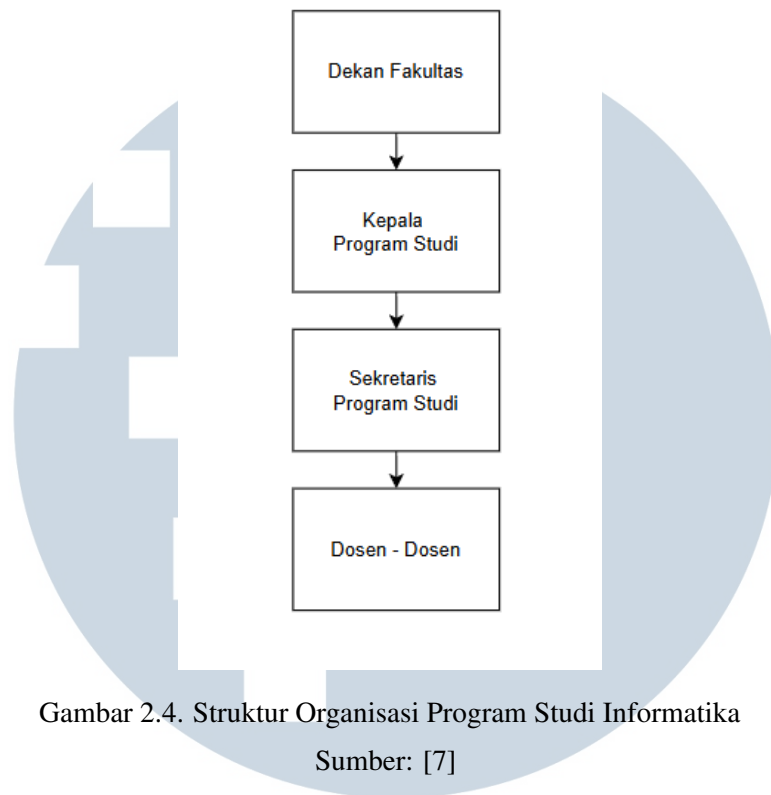 Dekan Fakultas
Kepala
Program Studi
Sekretaris
Program Studi
Dosen - Dosen
Gambar 2.4. Struktur Organisasi Program Studi Informatika
Sumber: [7]